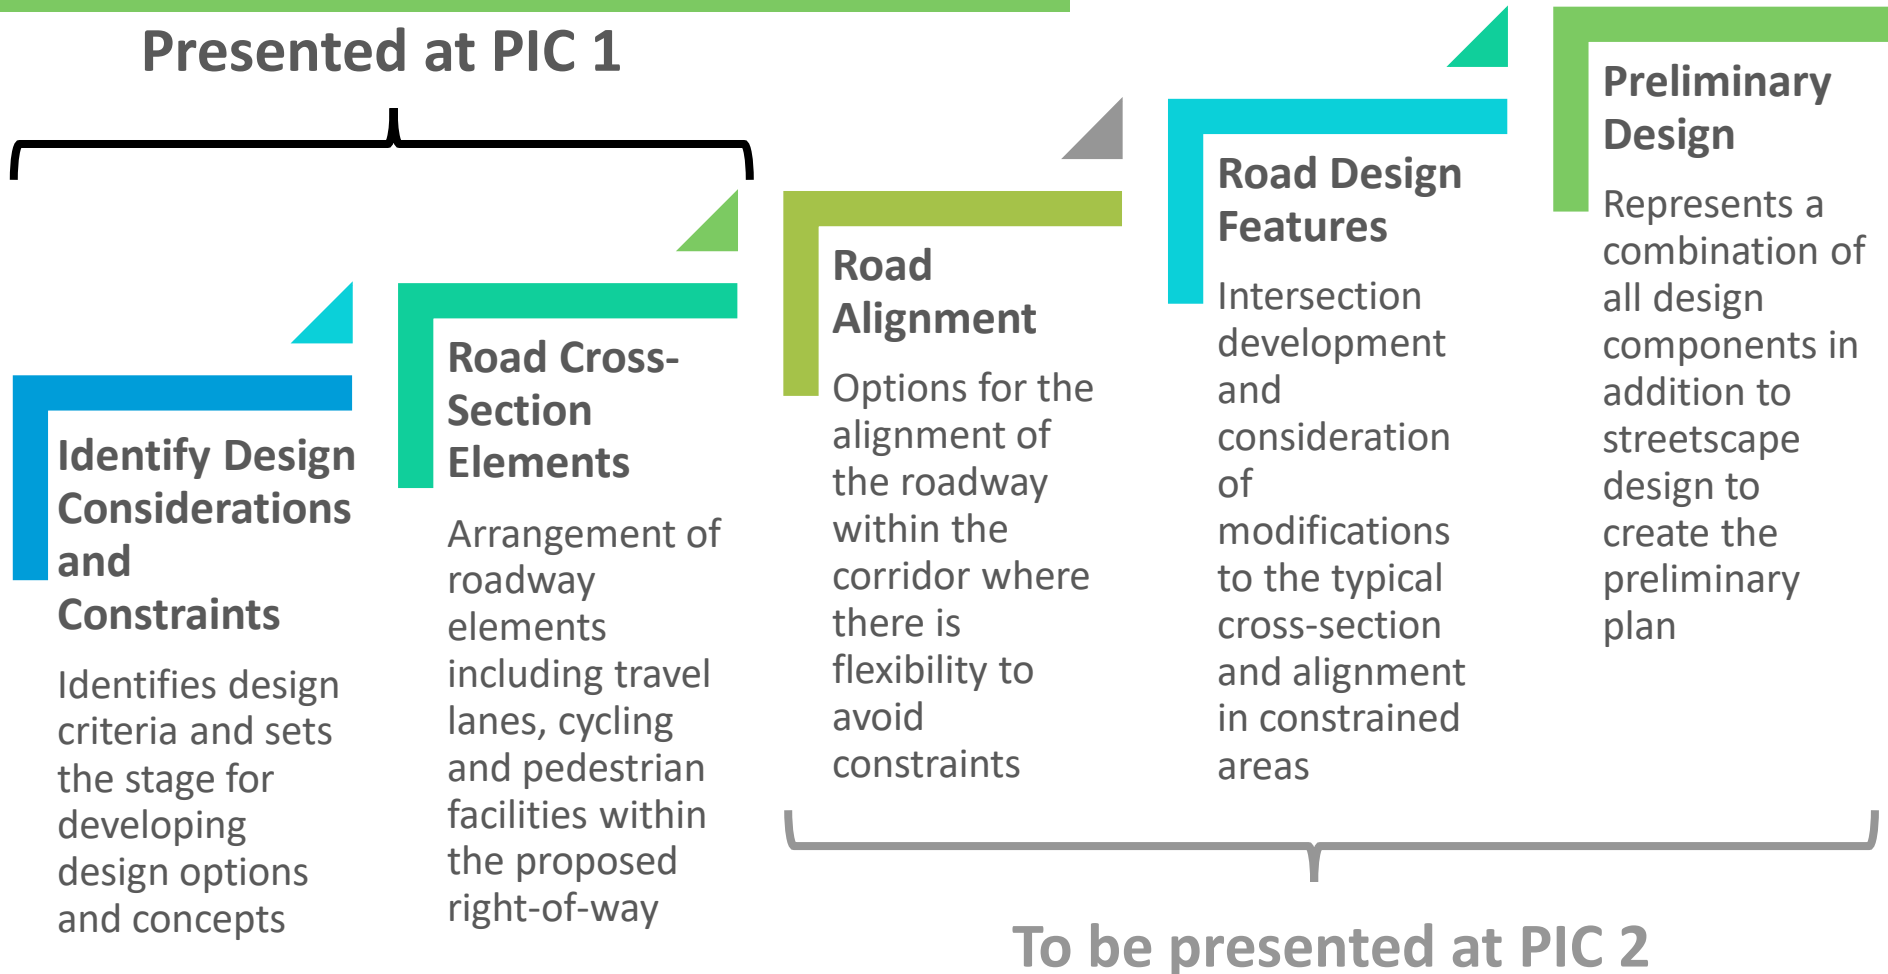 Presented at PIC 1
Identify Design
Considerations
and
Constraints
Identifies design
criteria and sets
the stage for
developing
design options
and concepts
Road Cross-
Section
Elements
Arrangement of
roadway
elements
including travel
lanes, cycling
and pedestrian
facilities within
the proposed
right-of-way
Road
Alignment
Options for the
alignment of
the roadway
within the
corridor where
there is
flexibility to
avoid
constraints
Road Design
Features
Intersection
development
and
consideration
of
modifications
to the typical
cross-section
and alignment
in constrained
areas
Preliminary
Design
Represents a
combination of
all design
components in
addition to
streetscape
design to
create the
preliminary
plan
To be presented at PIC 2